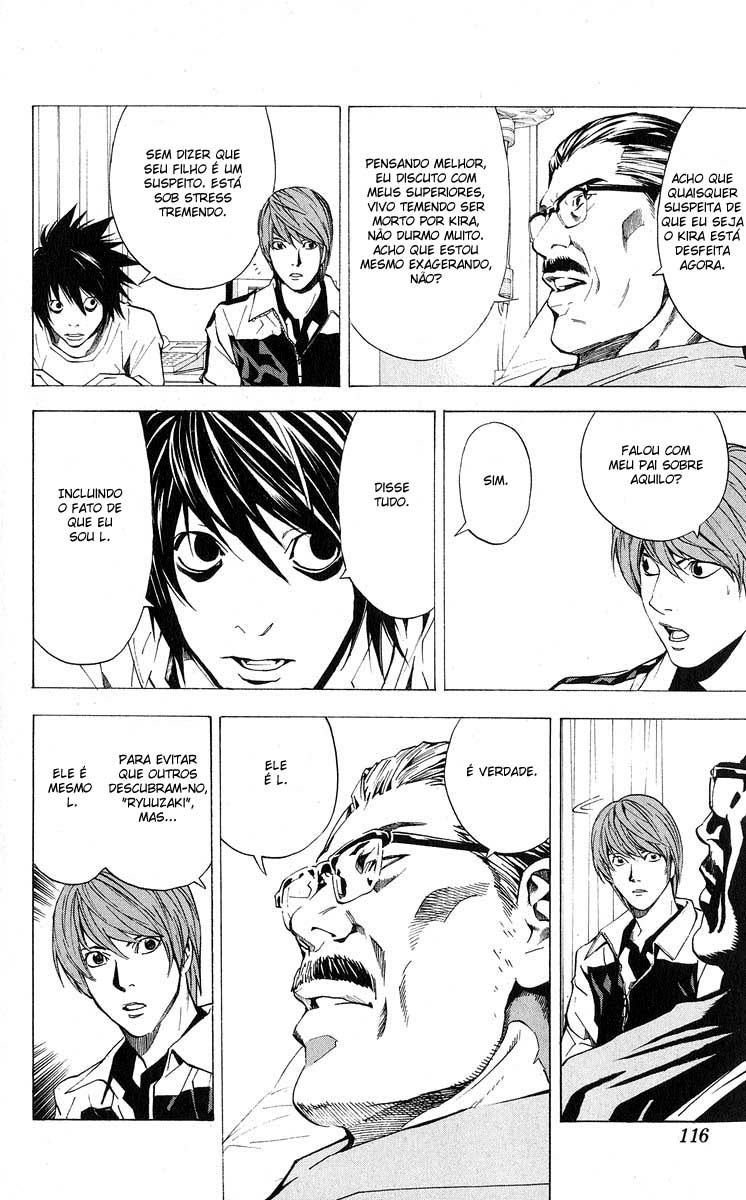 ACHO QUE
QUAISQUER
SUSPEITA DE
QUE EU SEJA
O KIRA ESTÁ
DESFEITA
AGORA.
PENSANDO MELHOR,
EU DISCUTO COM
MEUS SUPERIORES,
VIVO TEMENDO SER
MORTO POR KIRA,
NÃO DURMO MUITO.
ACHO QUE ESTOU
MESMO EXAGERANDO,
NÃO?
SEM DIZER QUE
SEU FILHO É UM
SUSPEITO. ESTÁ
SOB STRESS
TREMENDO.
FALOU COM
MEU PAI SOBRE
AQUILO?
SIM.
DISSE
TUDO.
INCLUINDO
O FATO DE
QUE EU
SOU L.
É VERDADE.
ELE
É L.
PARA EVITAR
QUE OUTROS
DESCUBRAM-NO,
"RYUUZAKI",
MAS...
ELE É
MESMO
L.
116